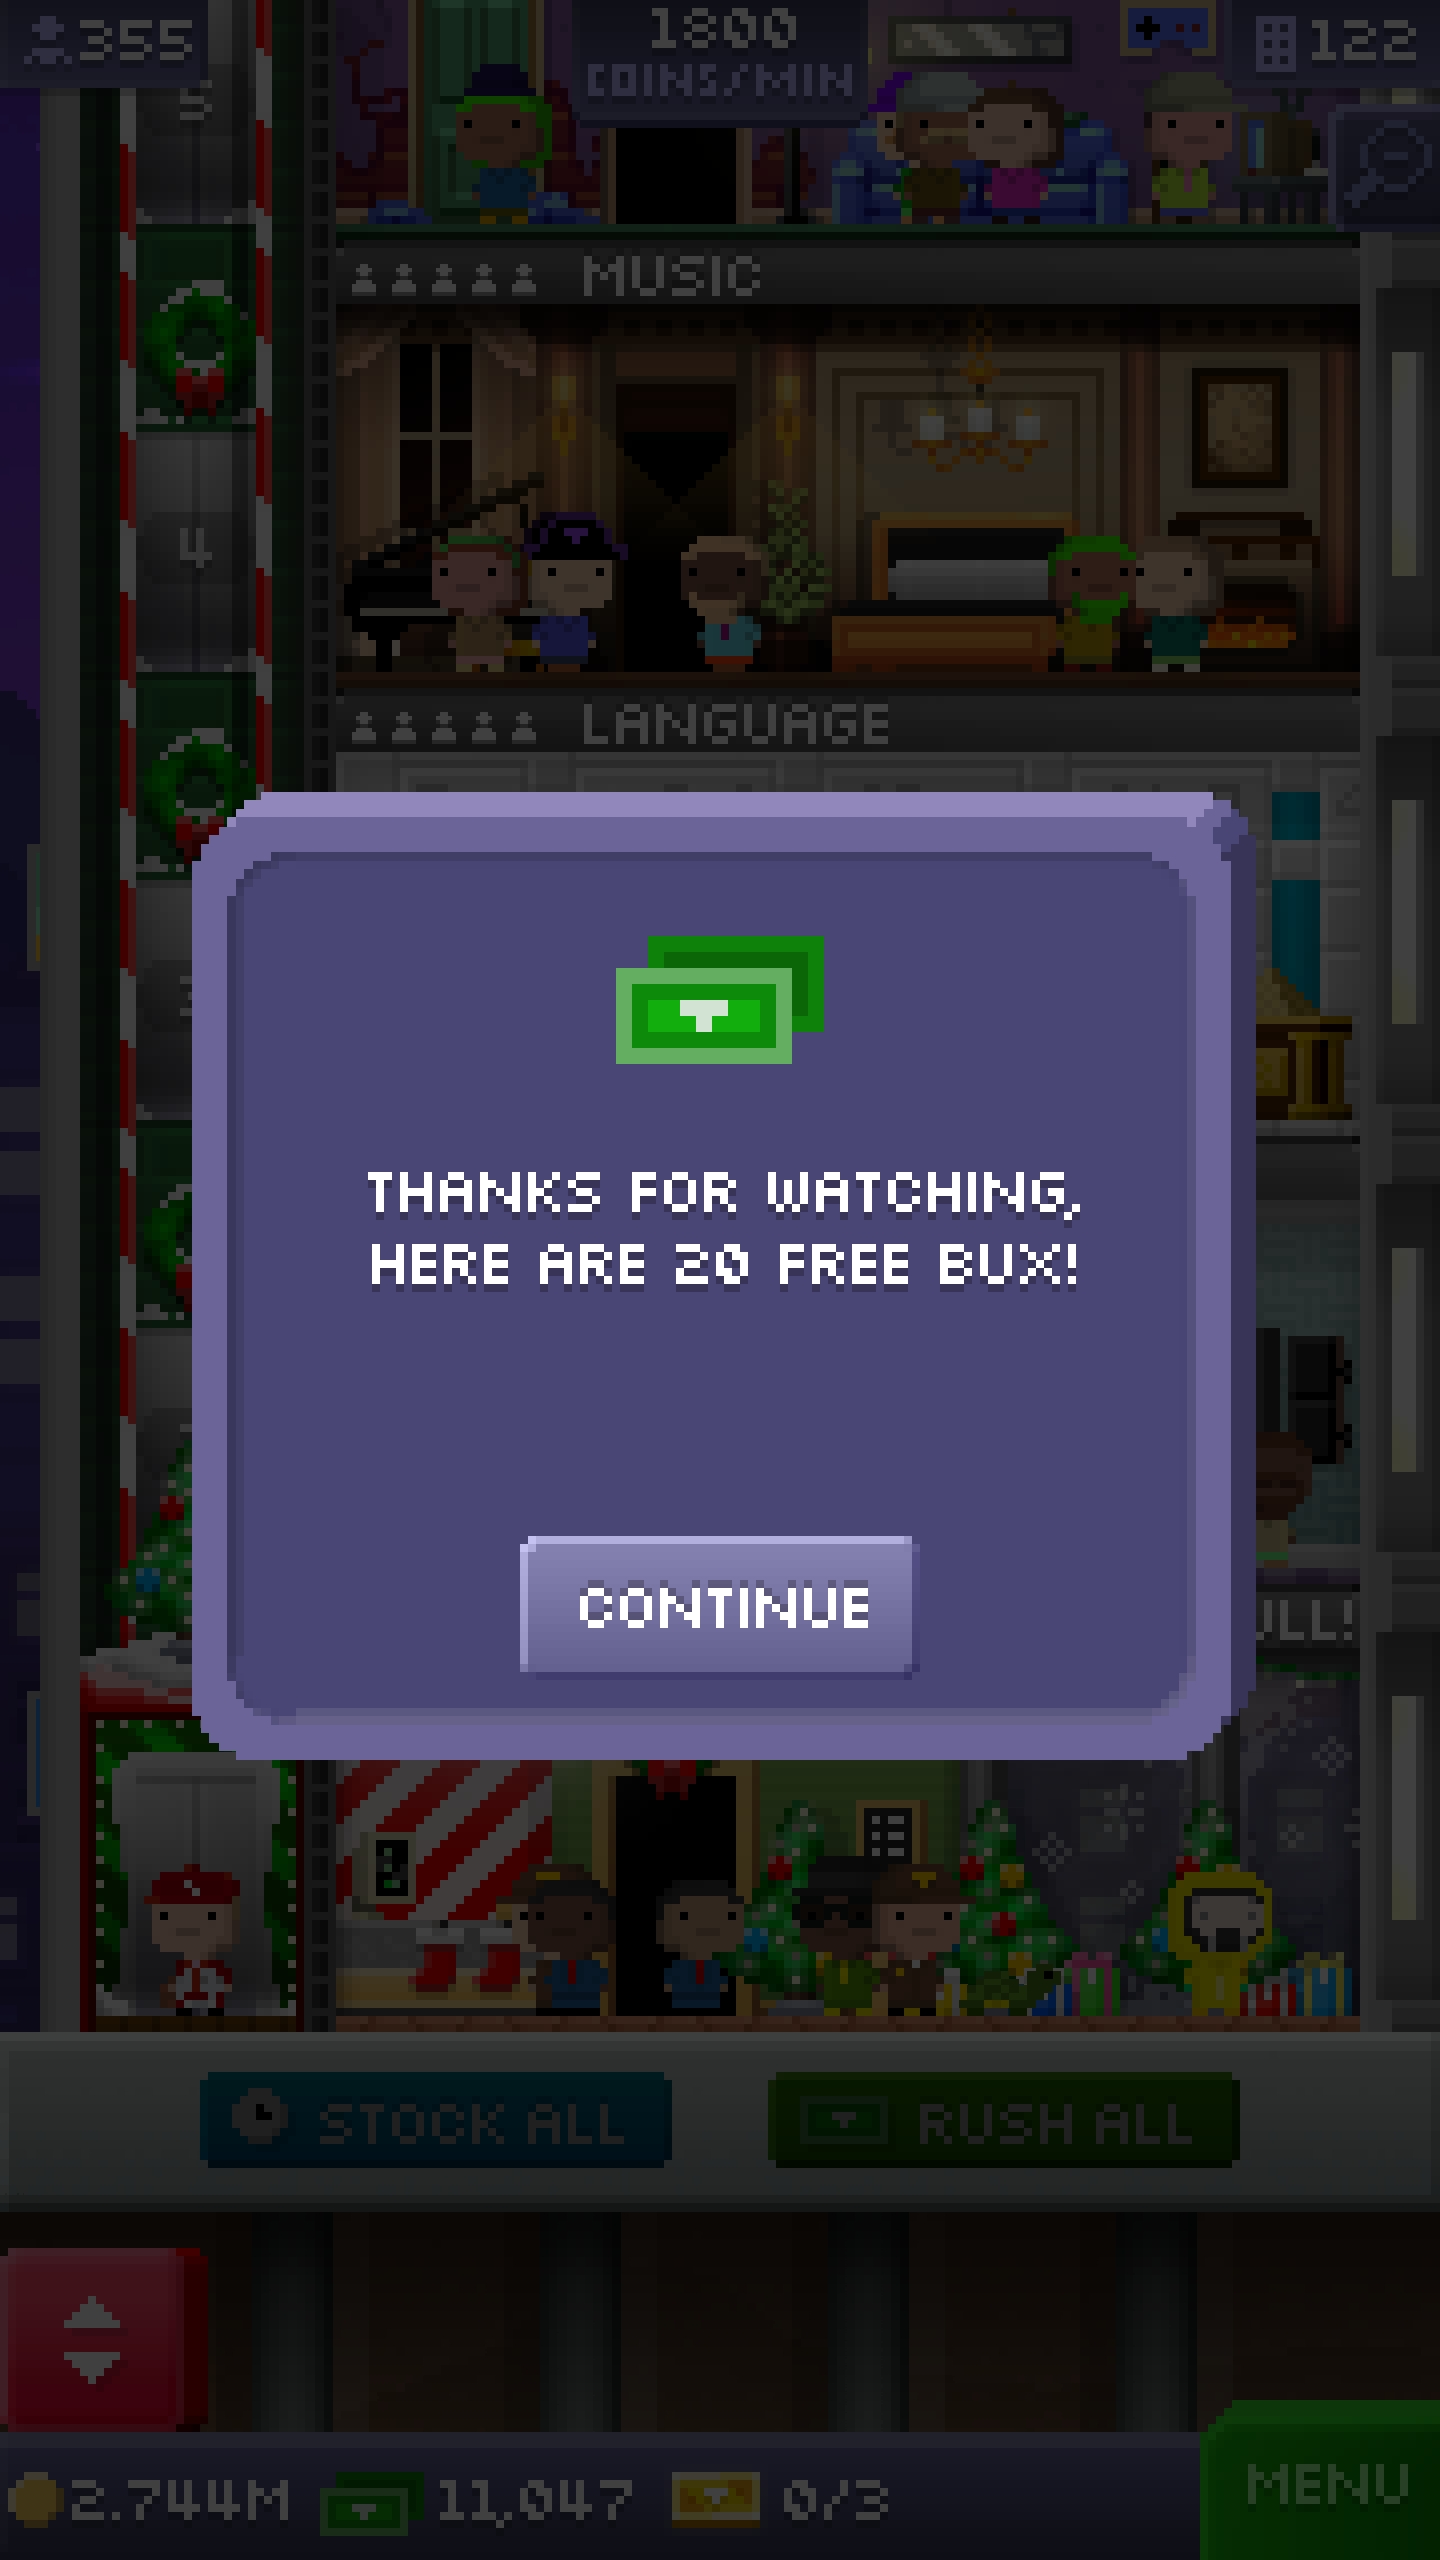 355
1800
COINS/MIN
122
5
MUSIC
4
LANGUAGE
THANKS FOR WATCHING,
HERE ARE 20 FREE BUX!
CONTINUE
STOCK ALL
RUSH ALL
2.744M
11,047
0/3
MENU